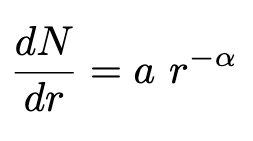 dN/dr = a r^{-α}